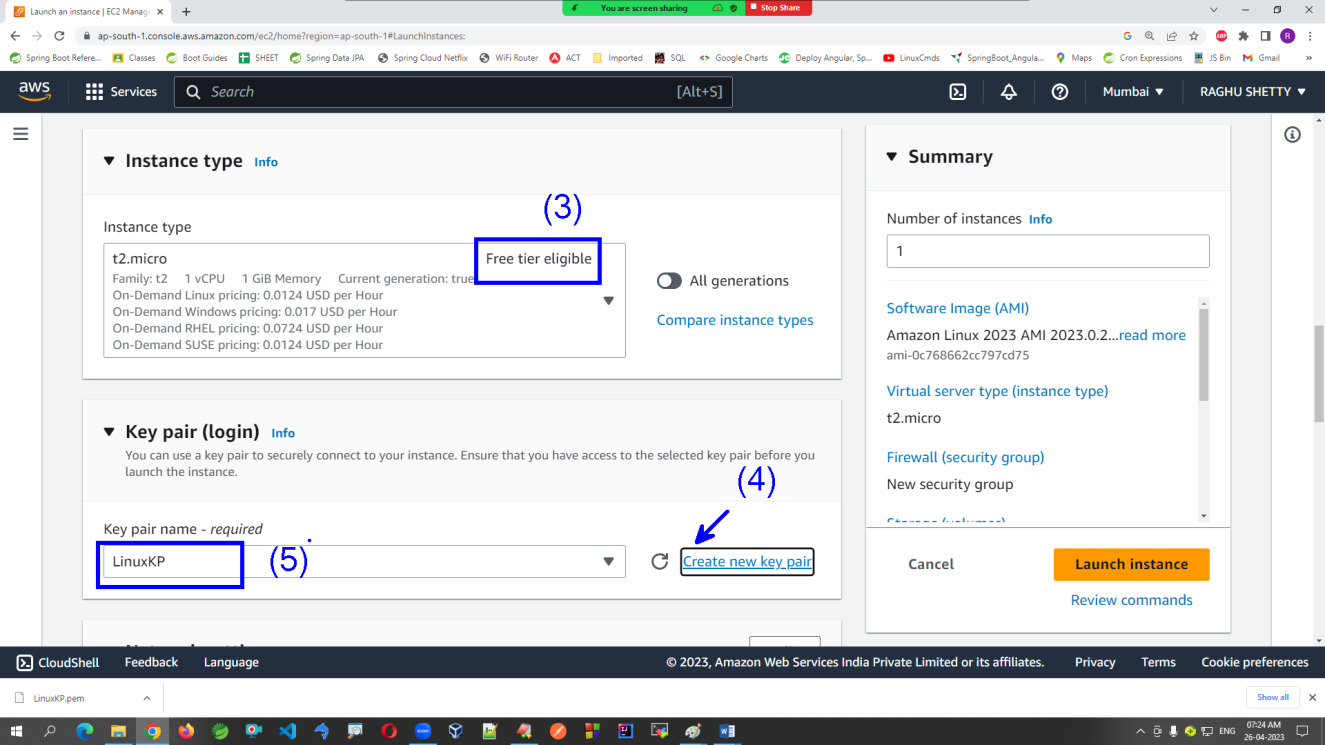 Launch an instance | EC2 Manag
You are screen sharing
Stop Share
ap-south-1.console.aws.amazon.com/ec2/home?region=ap-south-1#LaunchInstances:
Spring Boot Refere...
Classes
Boot Guides
SHEET
Spring Data JPA
Spring Cloud Netflix
WiFi Router
ACT
Imported
SQL
Google Charts
Deploy Angular, Sp...
LinuxCmds
SpringBoot_Angula...
Maps
Cron Expressions
JS Bin
Gmail
»
aws
Services
Search
[Alt+S]
Mumbai
RAGHU SHETTY
Instance type Info
(3)
Instance type
t2.micro
Free tier eligible
Family: t2 1 vCPU 1 GiB Memory Current generation: true
On-Demand Linux pricing: 0.0124 USD per Hour
On-Demand Windows pricing: 0.017 USD per Hour
On-Demand RHEL pricing: 0.0724 USD per Hour
On-Demand SUSE pricing: 0.0124 USD per Hour
All generations
Compare instance types
Key pair (login) Info
You can use a key pair to securely connect to your instance. Ensure that you have access to the selected key pair before you
launch the instance.
(4)
Key pair name - required
LinuxKP
(5)
Create new key pair
Summary
Number of instances Info
1
Software Image (AMI)
Amazon Linux 2023 AMI 2023.0.2...read more
ami-0c768662cc797cd75
Virtual server type (instance type)
t2.micro
Firewall (security group)
New security group
Storage (volumes)
Cancel
Launch instance
Review commands
CloudShell
Feedback
Language
© 2023, Amazon Web Services India Private Limited or its affiliates.
Privacy
Terms
Cookie preferences
LinuxKP.pem
Show all
ENG
07:24 AM
26-04-2023